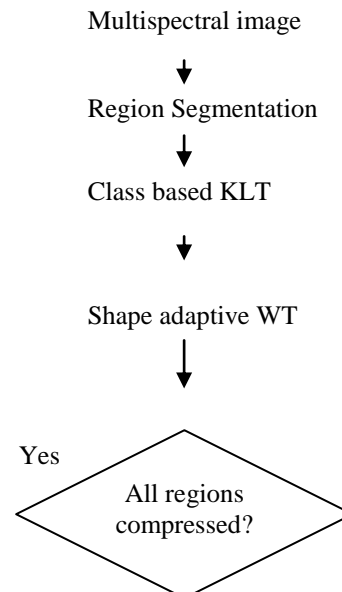 Multispectral image
Region Segmentation
Class based KLT
Shape adaptive WT
Yes
All regions
compressed?